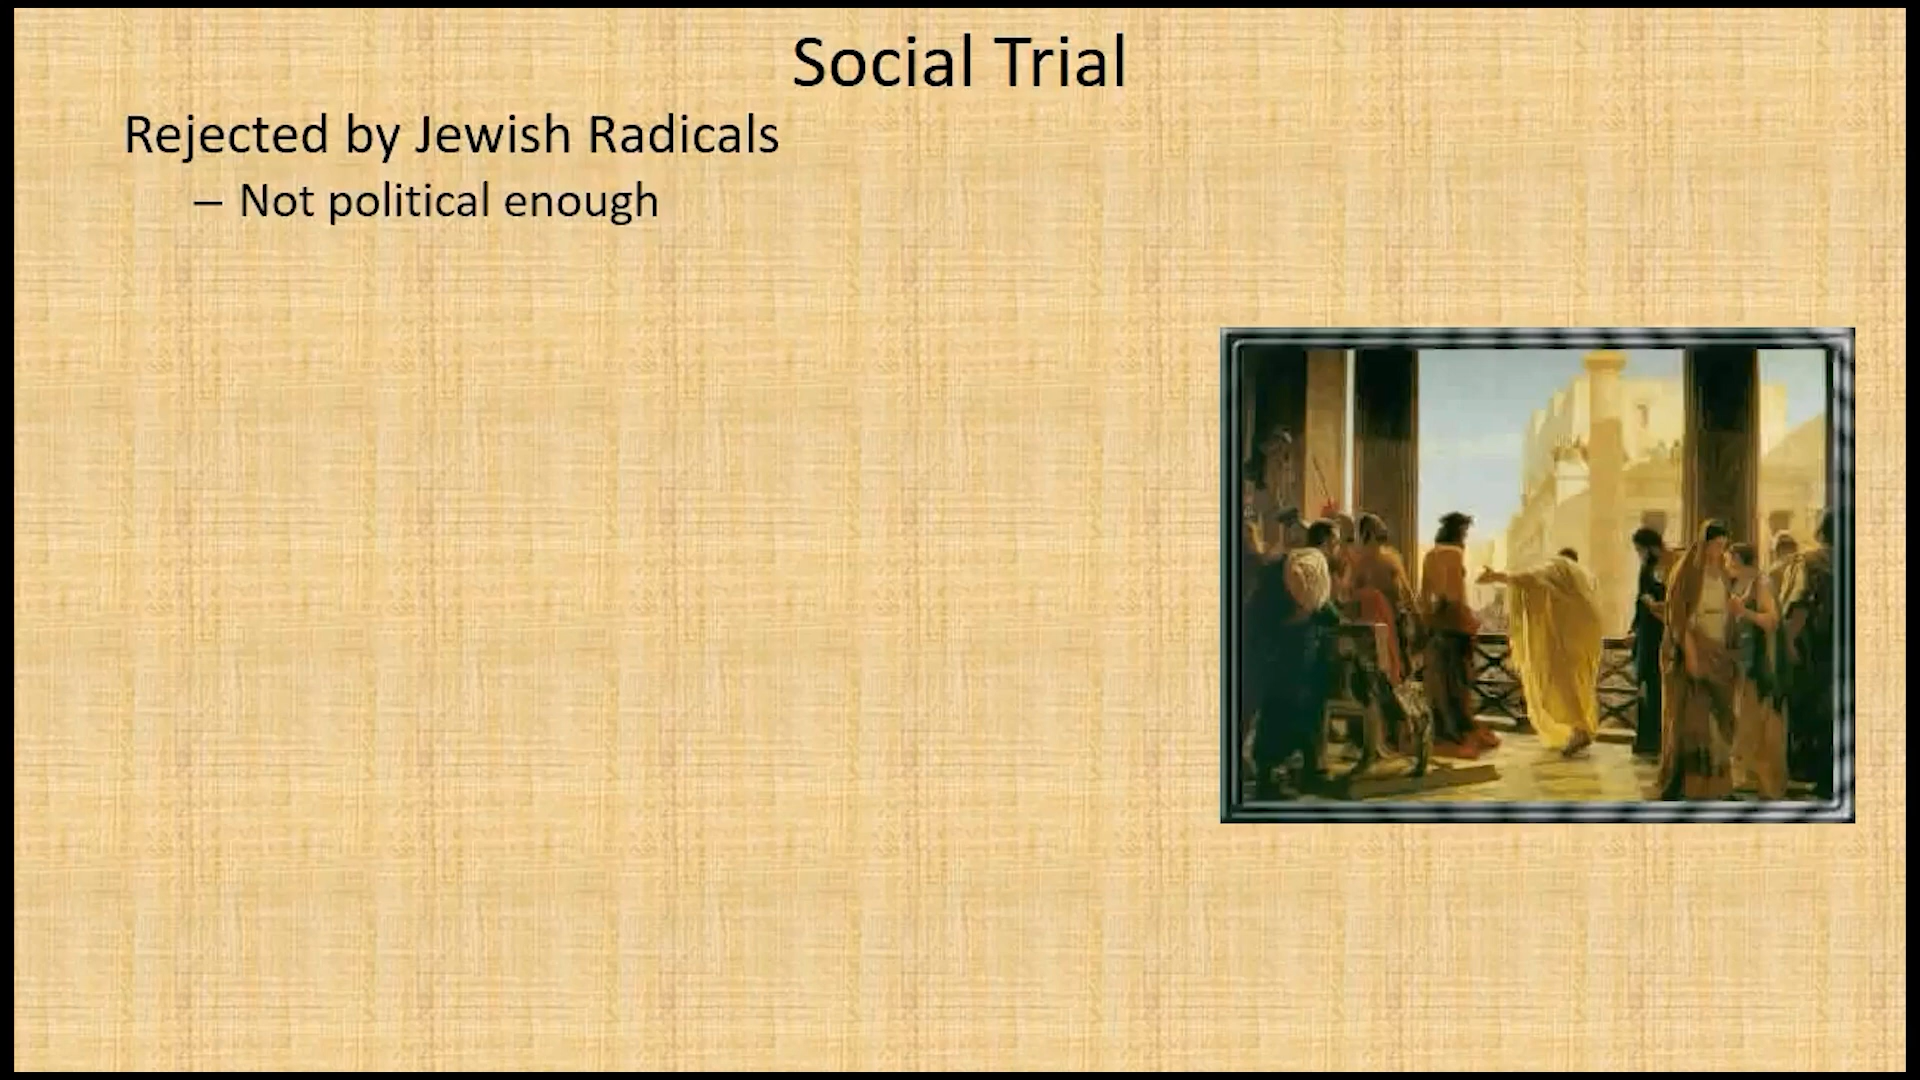 Social Trial
Rejected by Jewish Radicals
– Not political enough